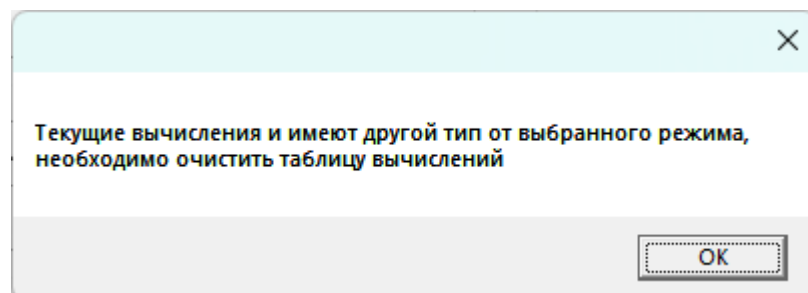 Текущие вычисления и имеют другой тип от выбранного режима,
необходимо очистить таблицу вычислений
OK